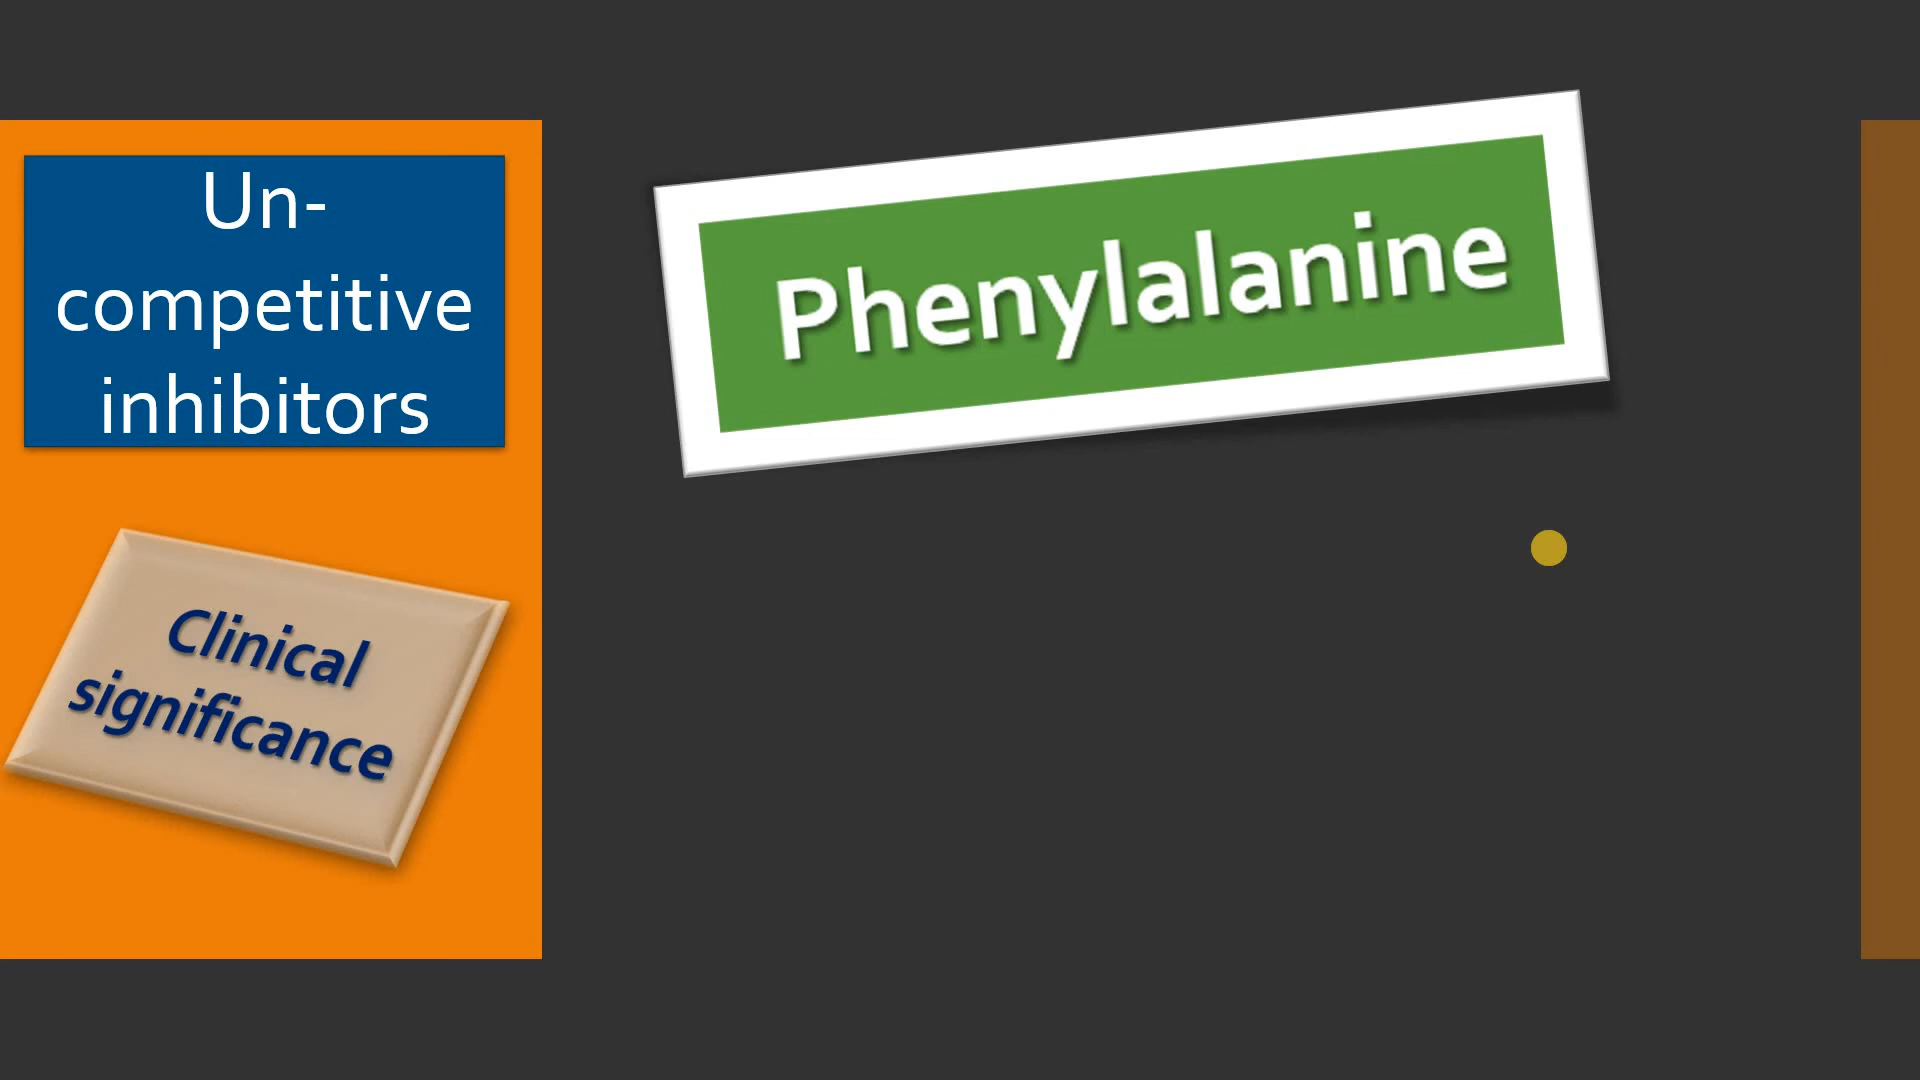 Un-
competitive
inhibitors
Clinical
significance
Phenylalanine